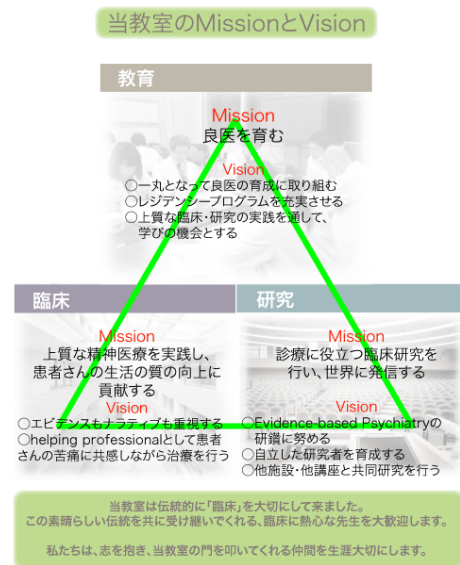 当教室のMissionとVision
教育
Mission
良医を育む
Vision
○一丸となって良医の育成に取り組む
○レジデンシープログラムを充実させる
○上質な臨床・研究の実践を通して、
学びの機会とする
臨床
Mission
上質な精神医療を実践し、
患者さんの生活の質の向上に
貢献する
Vision
○エビデンスもナラティブも重視する
○helping professionalとして患者
さんの苦痛に共感しながら治療を行う
研究
Mission
診療に役立つ臨床研究を
行い、世界に発信する
Vision
○Evidence-based Psychiatryの
研鑽に努める
○自立した研究者を育成する
○他施設・他講座と共同研究を行う
当教室は伝統的に「臨床」を大切にして来ました。
この素晴らしい伝統を共に受け継いでくれる、臨床に熱心な先生を大歓迎します。
私たちは、志を抱き、当教室の門を叩いてくれる仲間を生涯大切にします。